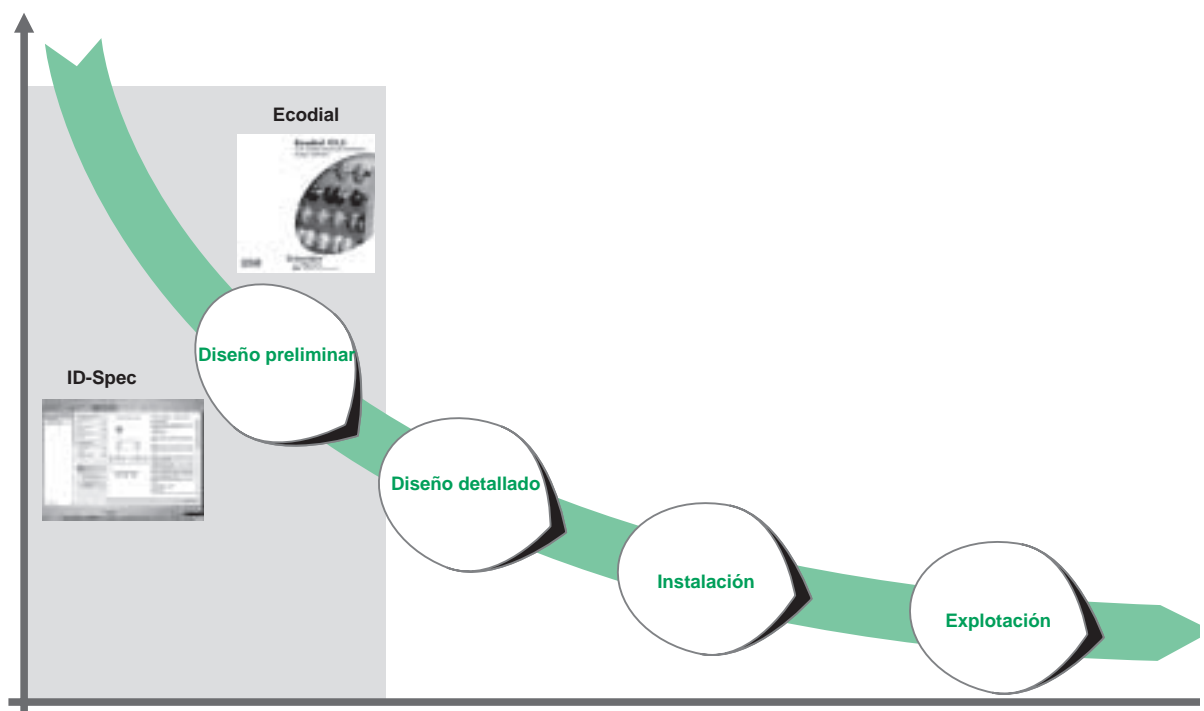 Ecodial
Diseño preliminar
ID-Spec
Diseño detallado
Instalación
Explotación